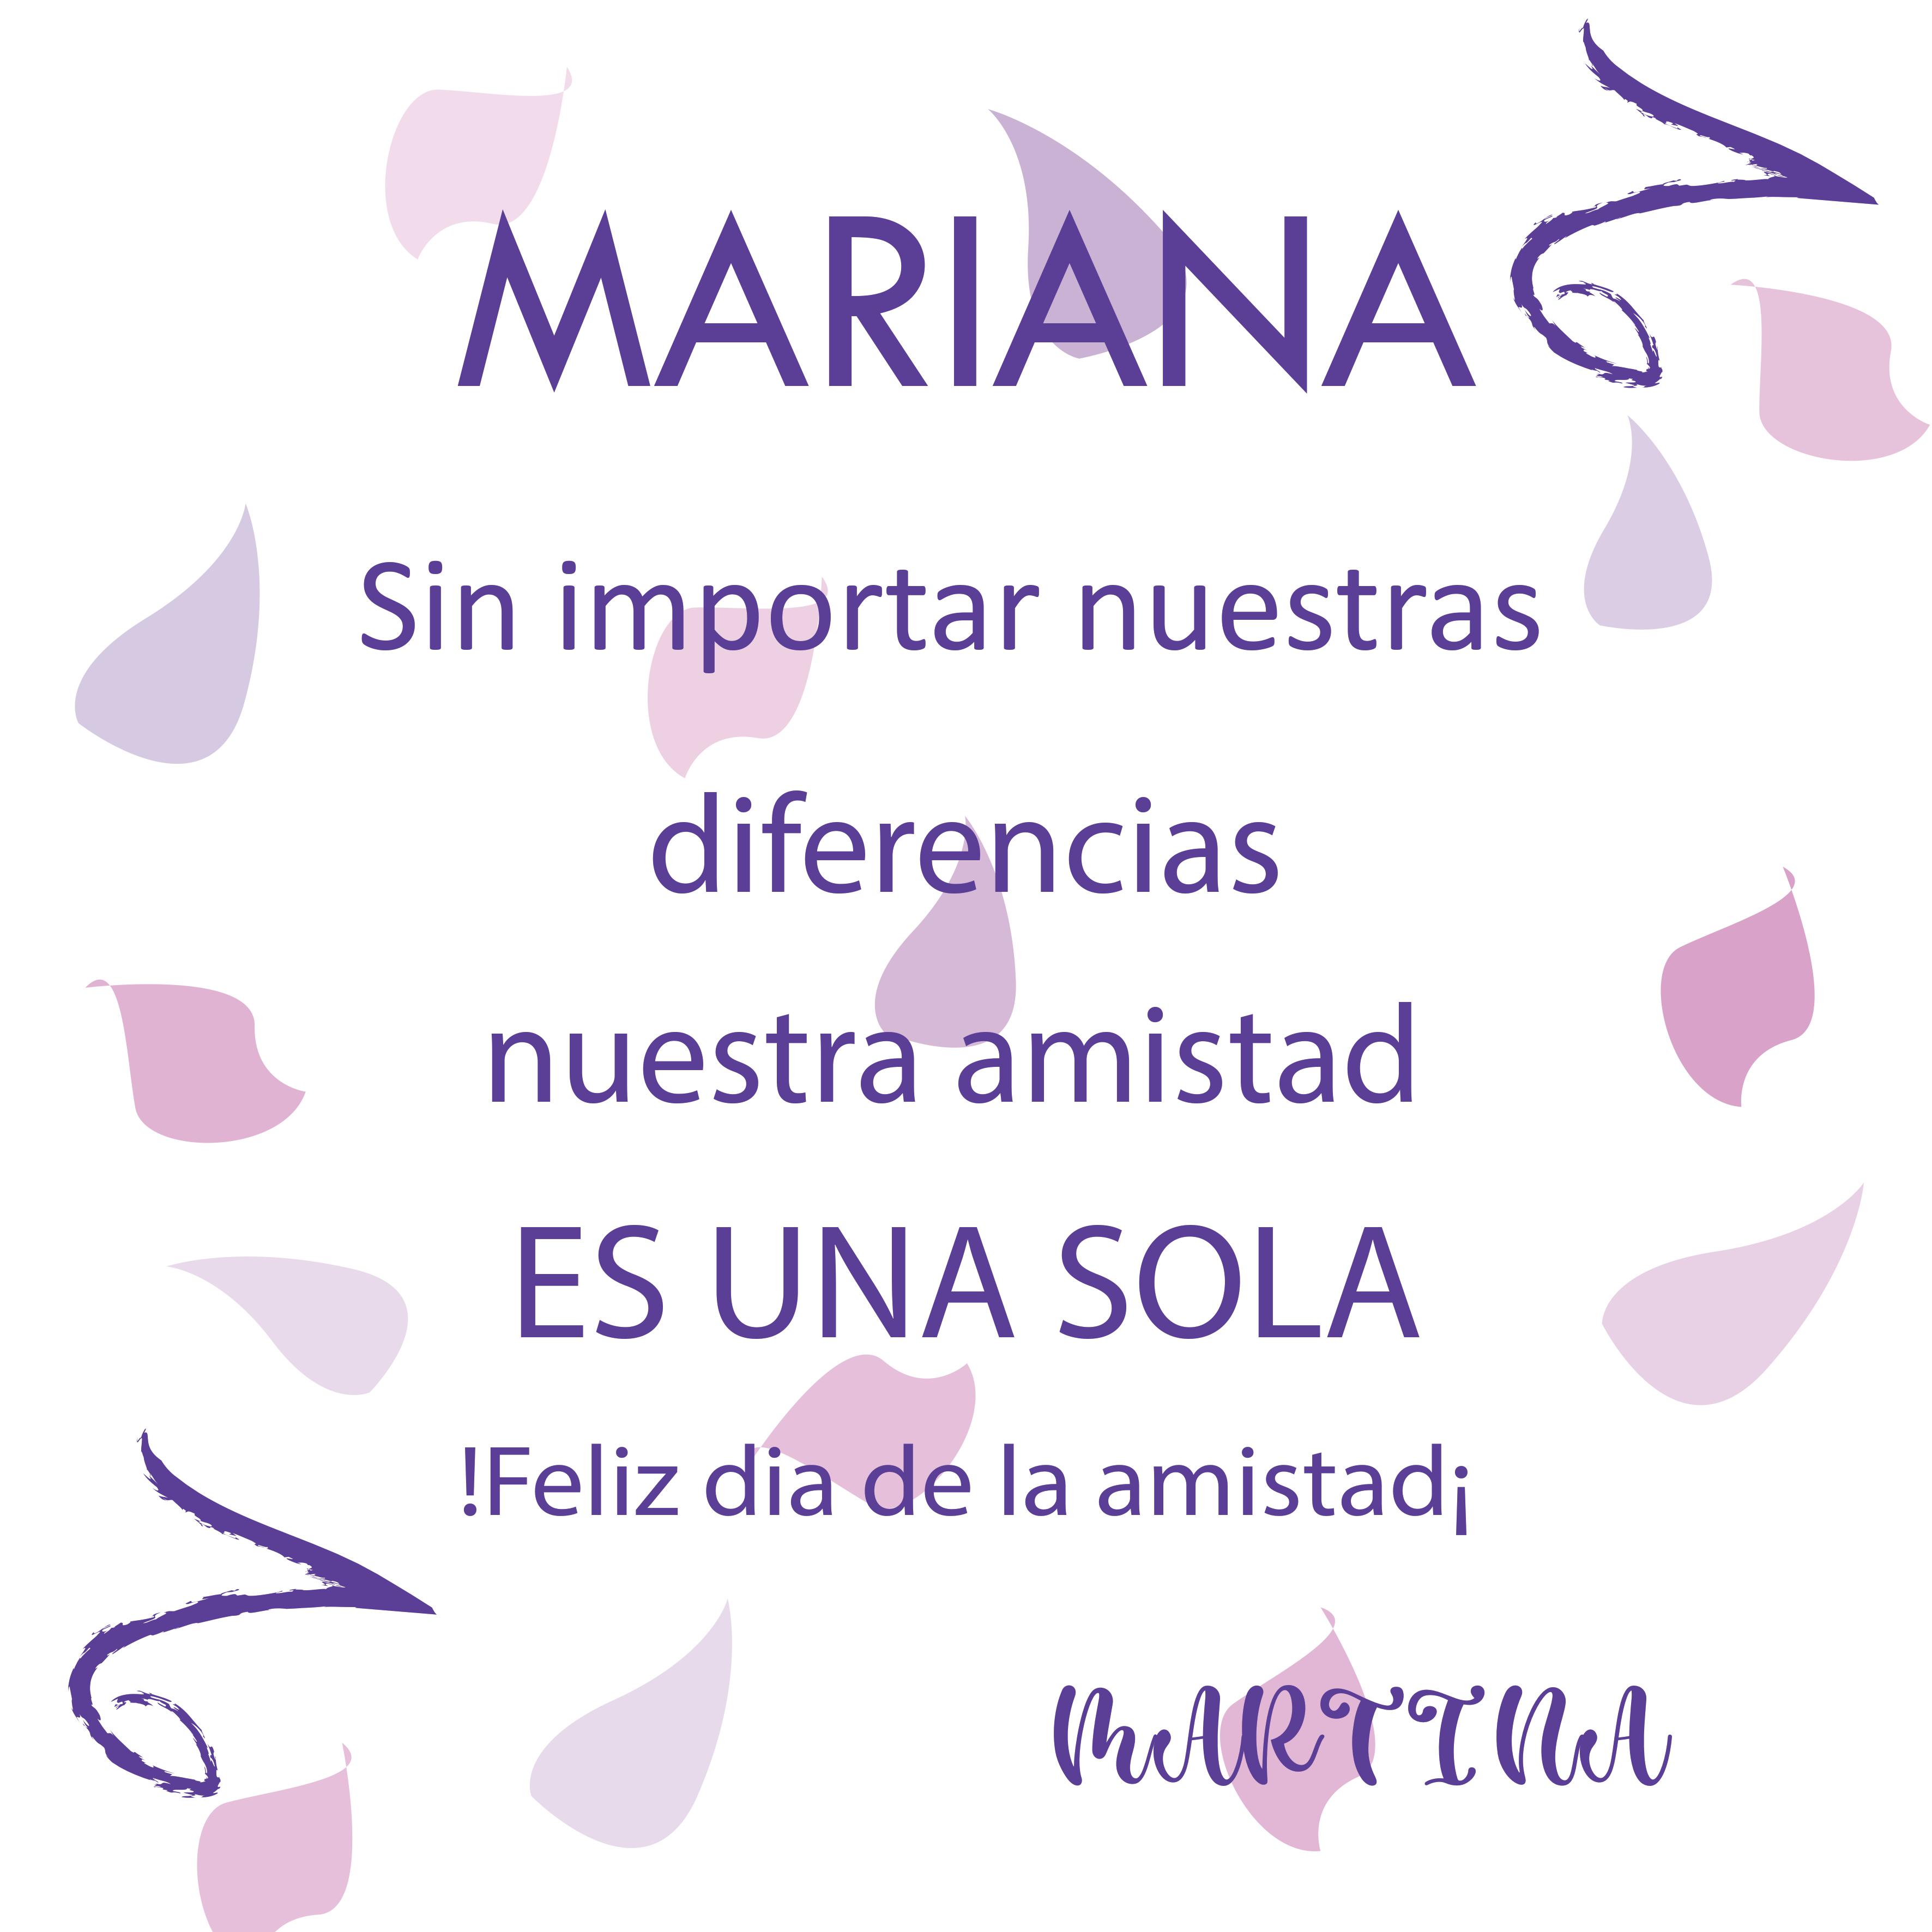 MARIANA
Sin importar nuestras
diferencias
nuestra amistad
ES UNA SOLA
!Feliz dia de la amistad¡
MARTINA